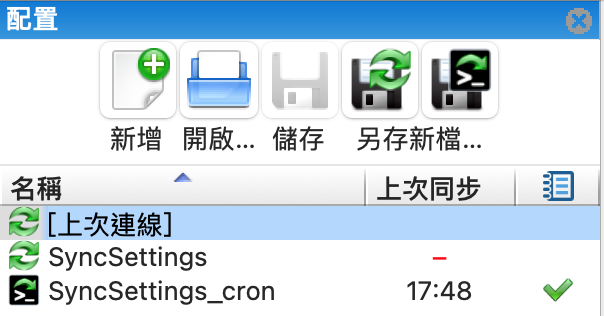 配置
新增 開啟... 儲存 另存新檔...
名稱 上次同步
[上次連線]
SyncSettings –
SyncSettings_cron 17:48